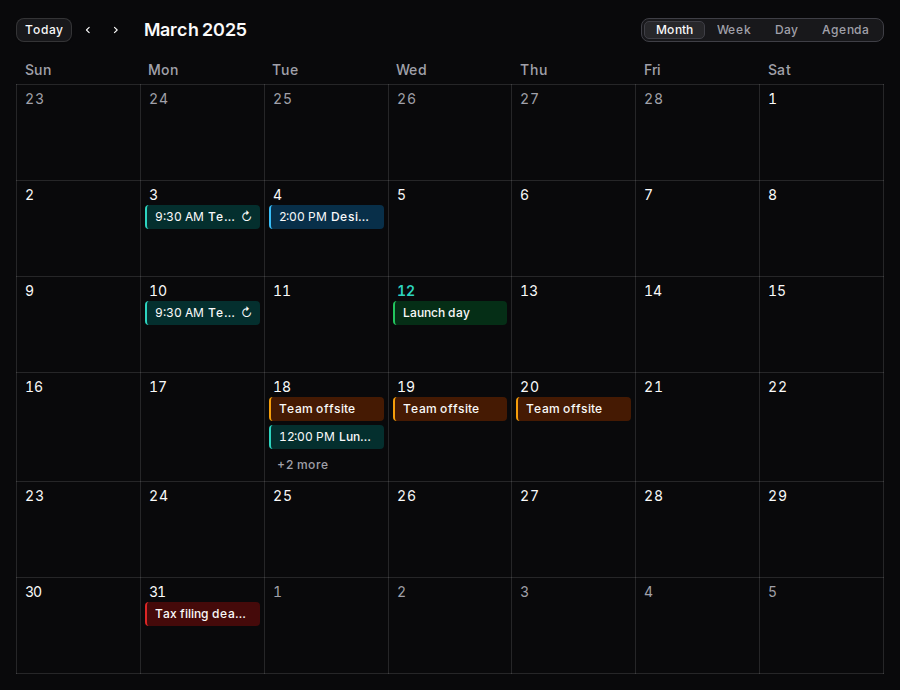 Today ‹ › March 2025 Month Week Day Agenda
Sun Mon Tue Wed Thu Fri Sat
23 24 25 26 27 28 1
2 3 4 5 6 7 8
9:30 AM Te... 2:00 PM Desi...
9 10 11 12 13 14 15
9:30 AM Te... Launch day
16 17 18 19 20 21 22
Team offsite Team offsite Team offsite
12:00 PM Lun...
+2 more
23 24 25 26 27 28 29
30 31 1 2 3 4 5
Tax filing dea...